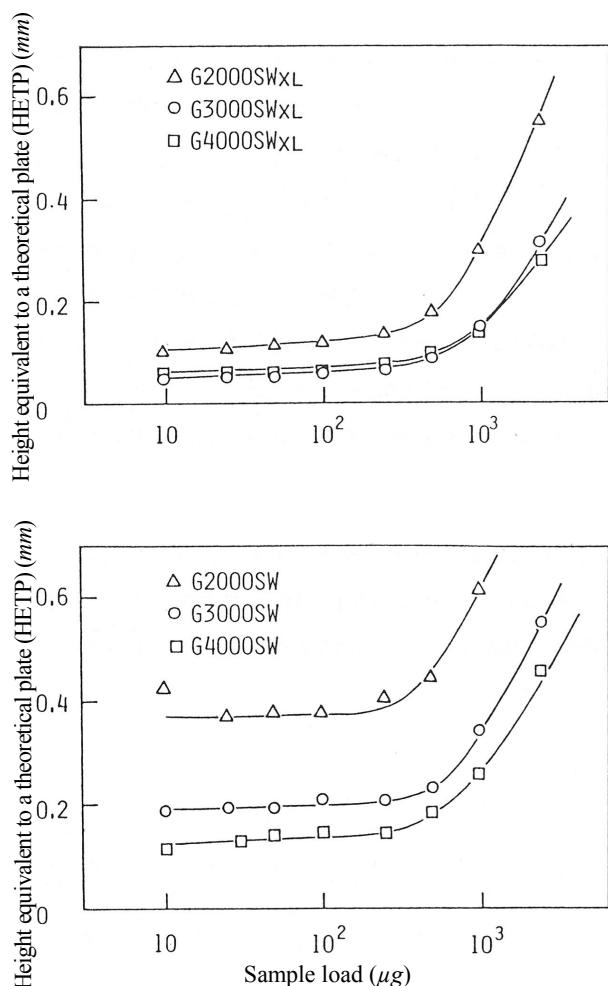 Height equivalent to a theoretical plate (HETP) (mm)
0.6
0.4
0.2
0
△ G2000SWXL
○ G3000SWXL
□ G4000SWXL
10
10²
10³
Height equivalent to a theoretical plate (HETP) (mm)
0.6
0.4
0.2
0
△ G2000SW
○ G3000SW
□ G4000SW
10
10²
10³
Sample load (µg)